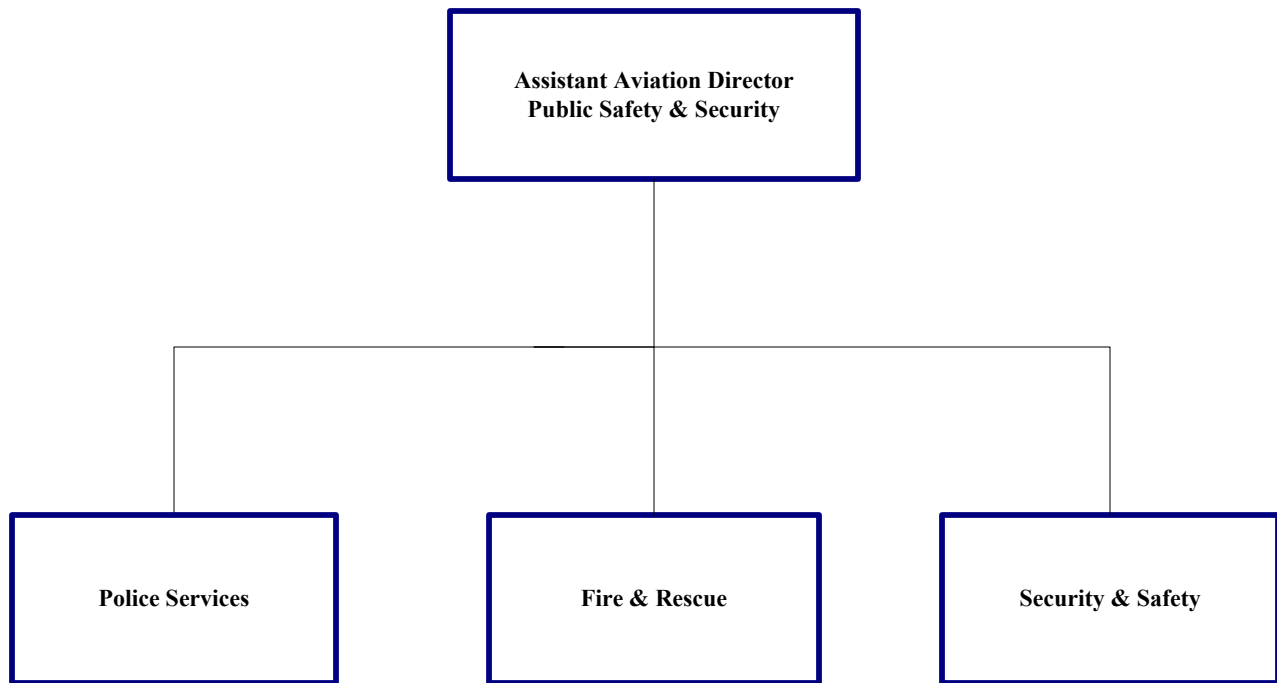 Assistant Aviation Director
Public Safety & Security
Police Services
Fire & Rescue
Security & Safety